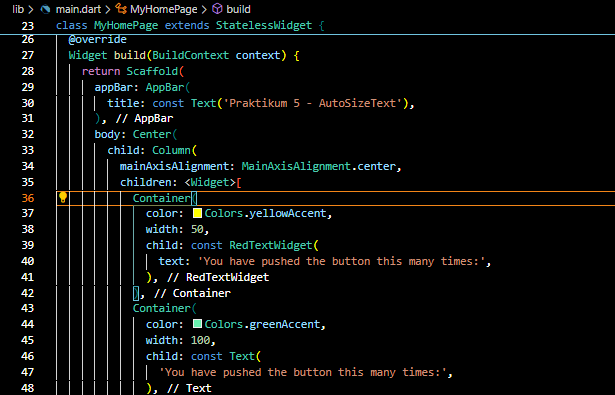 lib > main.dart > MyHomePage > build
23 class MyHomePage extends StatelessWidget {
26 @override
27 Widget build(BuildContext context) {
28 return Scaffold(
29 appBar: AppBar(
30 title: const Text('Praktikum 5 - AutoSizeText'),
31 ), // AppBar
32 body: Center(
33 child: Column(
34 mainAxisAlignment: MainAxisAlignment.center,
35 children: <Widget>[
36 Container(
37 color: Colors.yellowAccent,
38 width: 50,
39 child: const RedTextWidget(
40 text: 'You have pushed the button this many times:',
41 ), // RedTextWidget
42 ), // Container
43 Container(
44 color: Colors.greenAccent,
45 width: 100,
46 child: const Text(
47 'You have pushed the button this many times:',
48 ), // Text